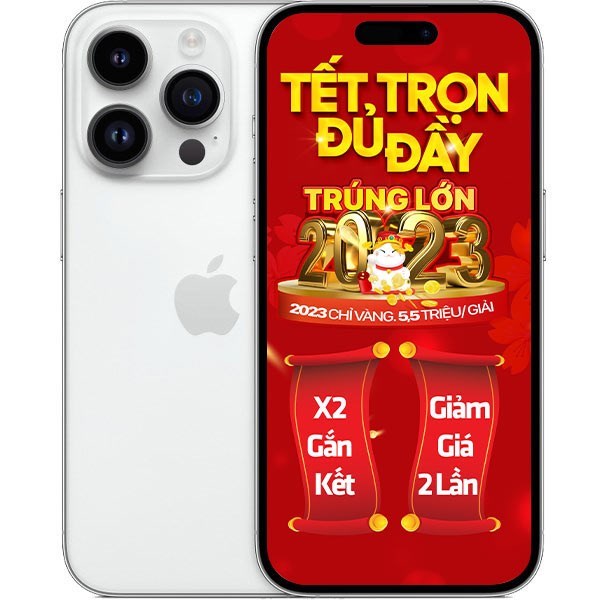 TẾT, TRỌN
ĐỦ ĐẦY
TRÚNG LỚN
2023
2023 CHỈ VÀNG. 5,5 TRIỆU/ GIẢI
X2
Gắn
Kết
Giảm
Giá
2 Lần